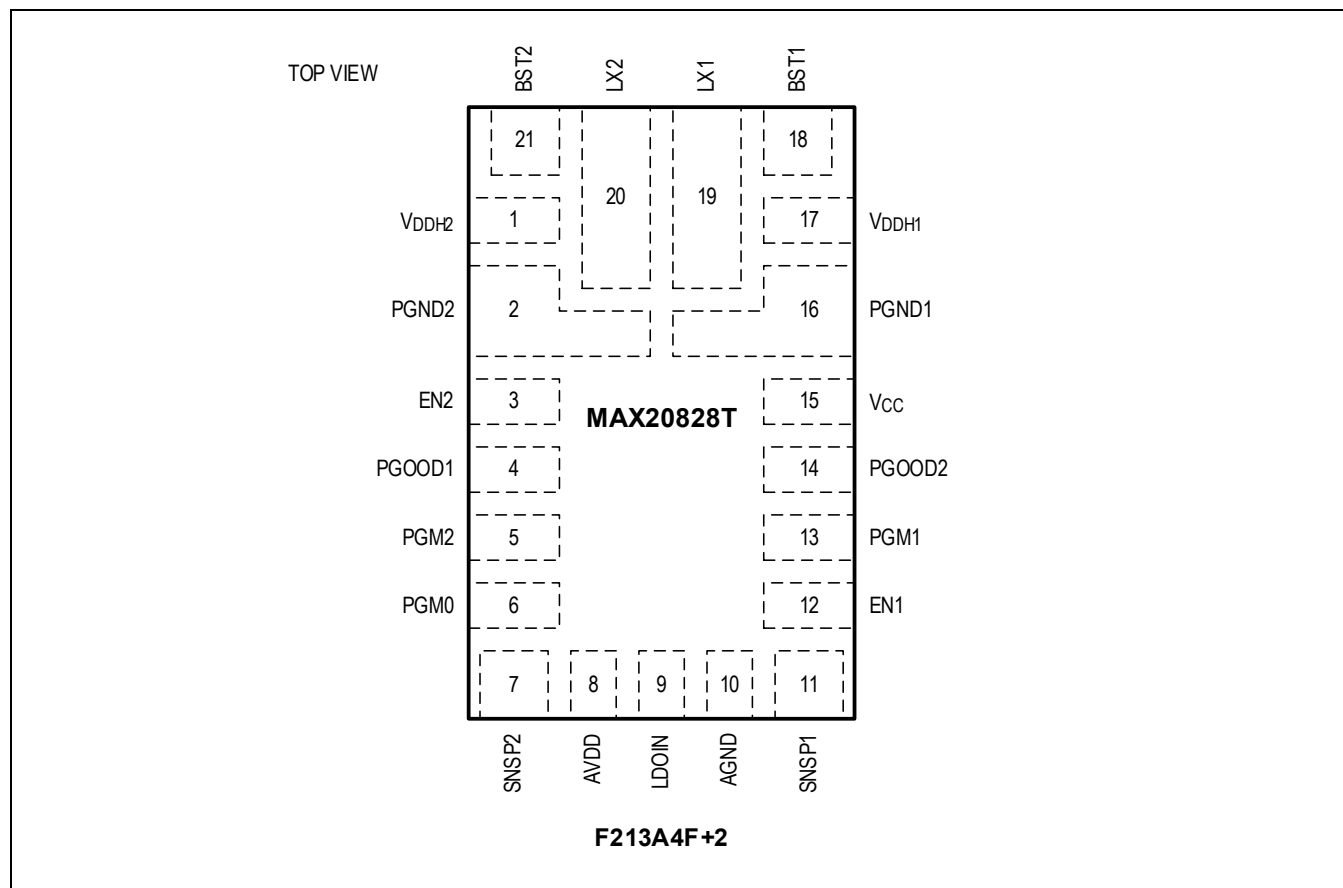 TOP VIEW
BST2
LX2
LX1
BST1
21
20
19
18
VDDH2
1
17
VDDH1
PGND2
2
16
PGND1
EN2
3
15
VCC
MAX20828T
PGOOD1
4
14
PGOOD2
PGM2
5
13
PGM1
PGM0
6
12
EN1
7
8
9
10
11
SNSP2
AVDD
LDOIN
AGND
SNSP1
F213A4F+2